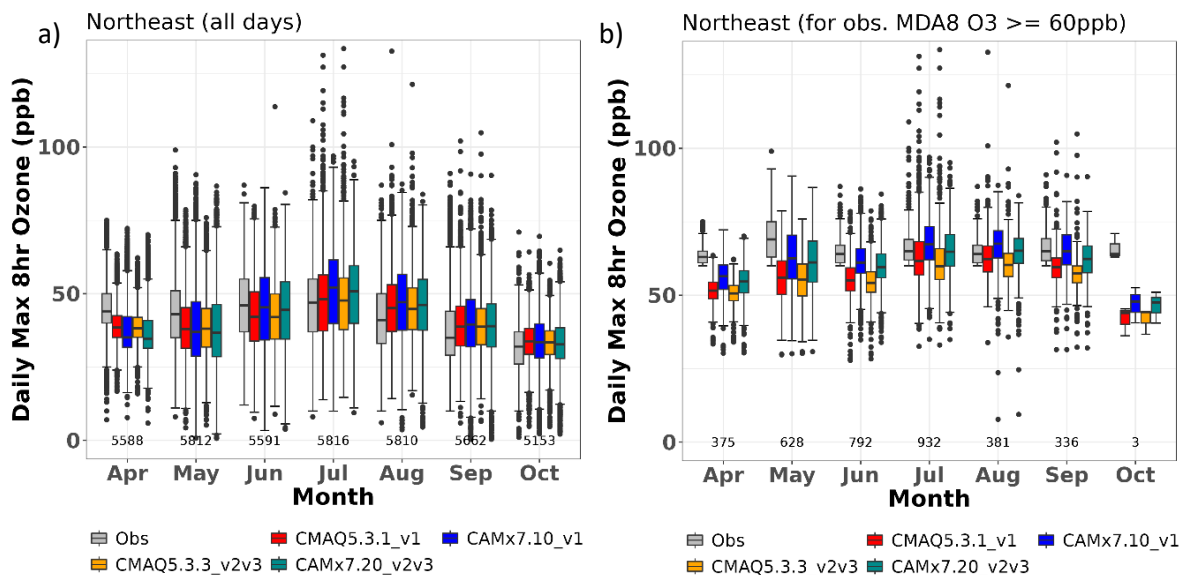 a)
Northeast (all days)
Daily Max 8hr Ozone (ppb)
100
50
0
5588 5812 5591 5816 5810 5662 5153
Apr May Jun Jul Aug Sep Oct
Month
Obs CMAQ5.3.1_v1 CAMx7.10_v1
CMAQ5.3.3_v2v3 CAMx7.20_v2v3
b)
Northeast (for obs. MDA8 O3 >= 60ppb)
Daily Max 8hr Ozone (ppb)
100
50
0
375 628 792 932 381 336 3
Apr May Jun Jul Aug Sep Oct
Month
Obs CMAQ5.3.1_v1 CAMx7.10_v1
CMAQ5.3.3_v2v3 CAMx7.20_v2v3